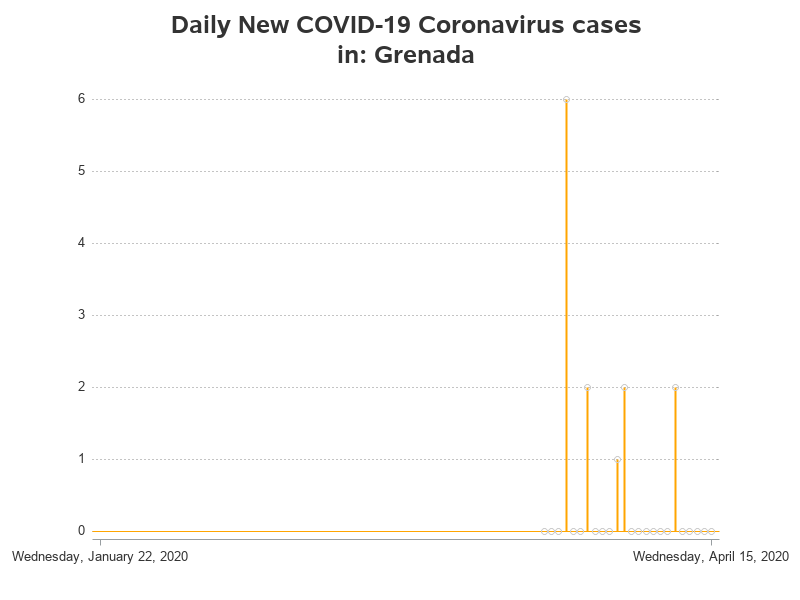 Daily New COVID-19 Coronavirus cases
in: Grenada
6
5
4
3
2
1
0
Wednesday, January 22, 2020 Wednesday, April 15, 2020